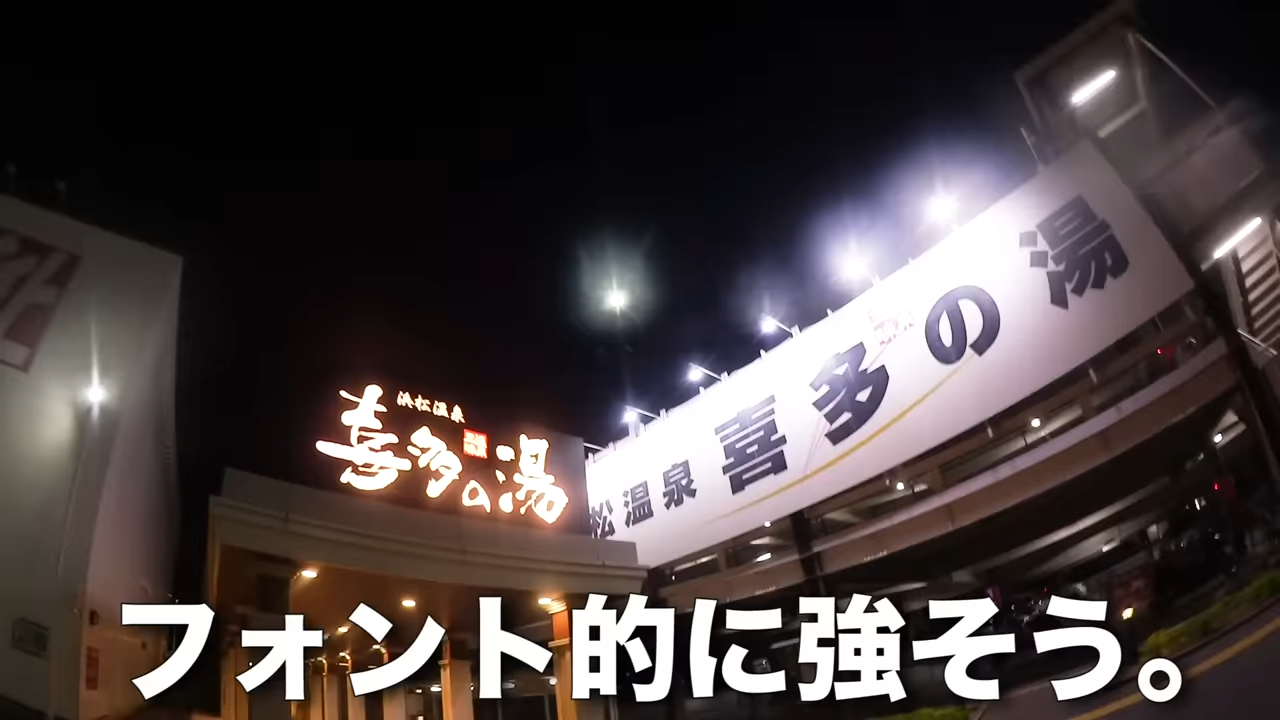 浜松温泉
喜多の湯
松温泉 喜多の湯
フォント的に強そう。